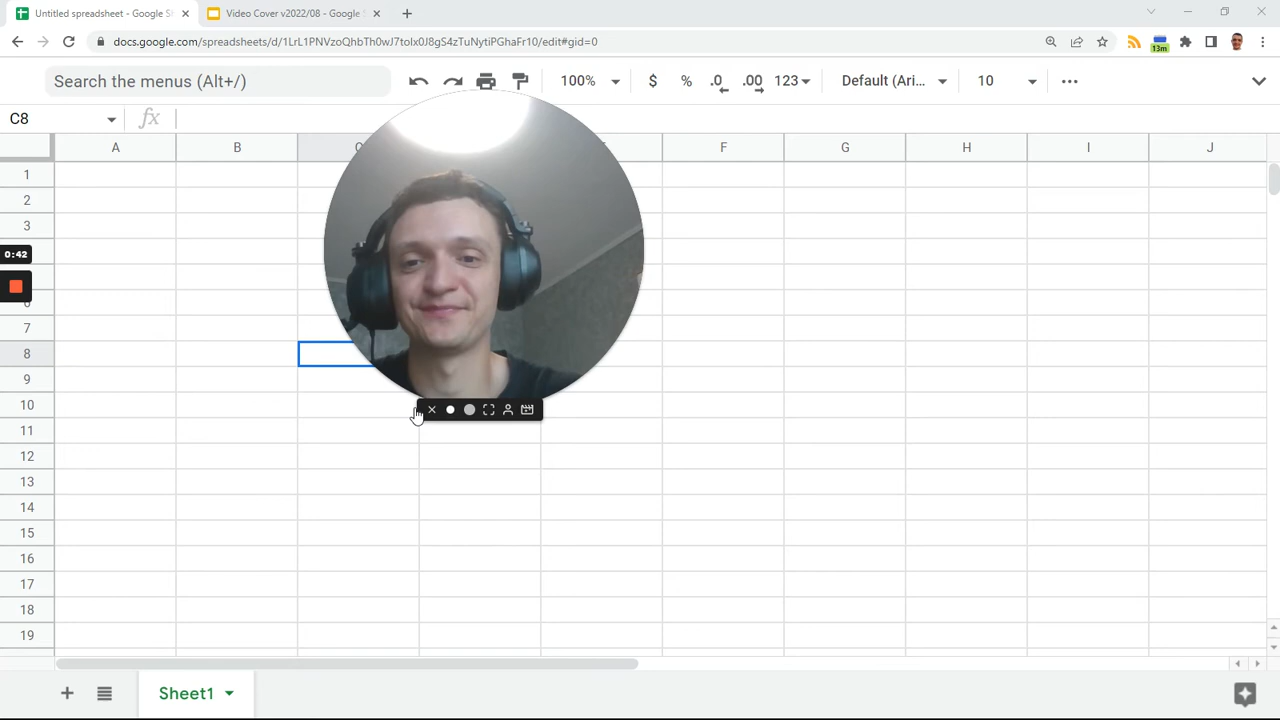 Untitled spreadsheet - Google S
Video Cover v2022/08 - Google
docs.google.com/spreadsheets/d/1LrL1PNVzoQhbTh0wJ7tolx0J8gS4zTuNytiPGhaFr10/edit#gid=0
13m
Search the menus (Alt+/)
100%
$
%
.0
.00
123
Default (Ari...
10
C8
fx
A
B
C
F
G
H
I
J
1
2
3
0:42
6
7
8
9
10
11
12
13
14
15
16
17
18
19
Sheet1